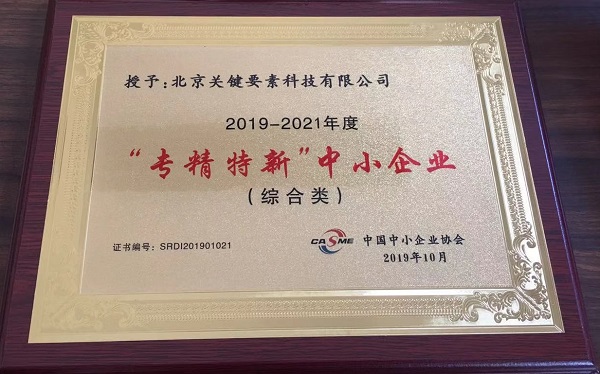 授予：北京关键要素科技有限公司
2019-2021年度
“专精特新”中小企业
（综合类）
证书编号：SRDI201901021
CASME 中国中小企业协会
2019年10月